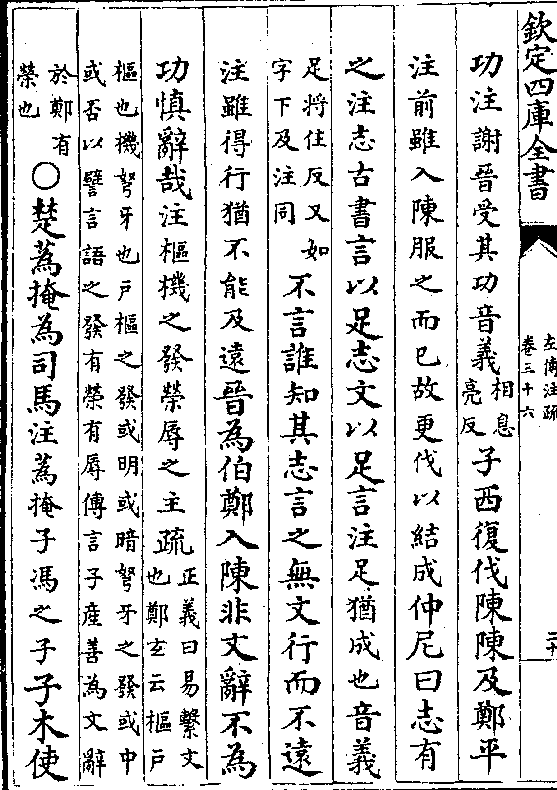 欽定四庫全書
左傳注疏
卷三十六
二十
功注謝晉受其功音義相息
亮反子西復伐陳陳及鄭平
注前雖入陳服之而已故更伐以結成仲尼曰志有
之注志古書言以足志文以足言注足猶成也音義
足將住反又如
字下及注同不言誰知其志言之無文行而不遠
注雖得行猶不能及遠晉為伯鄭入陳非文辭不為
功慎辭哉注樞機之發榮辱之主疏正義曰易繫文
也鄭玄云樞戶
樞也機弩牙也戶樞之發或明或暗弩牙之發或中
或否以譬言語之發有榮有辱傳言子產善為文辭
於鄭有
榮也○楚蒍掩為司馬注蒍掩子馮之子子木使